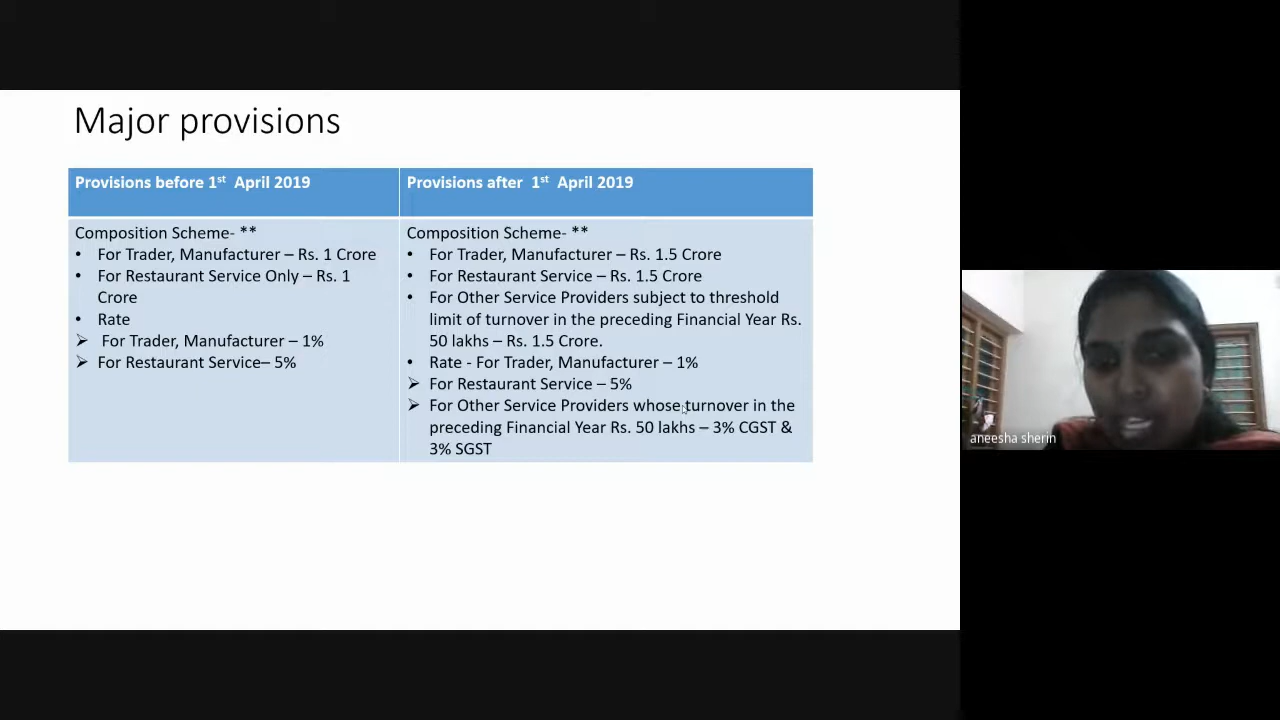 Major provisions
Provisions before 1st April 2019
Composition Scheme- **
• For Trader, Manufacturer – Rs. 1 Crore
• For Restaurant Service Only – Rs. 1
Crore
• Rate
➢ For Trader, Manufacturer – 1%
➢ For Restaurant Service– 5%
Provisions after 1st April 2019
Composition Scheme- **
• For Trader, Manufacturer – Rs. 1.5 Crore
• For Restaurant Service – Rs. 1.5 Crore
• For Other Service Providers subject to threshold
limit of turnover in the preceding Financial Year Rs.
50 lakhs – Rs. 1.5 Crore.
• Rate - For Trader, Manufacturer – 1%
➢ For Restaurant Service – 5%
➢ For Other Service Providers whose turnover in the
preceding Financial Year Rs. 50 lakhs – 3% CGST &
3% SGST
aneesha sherin